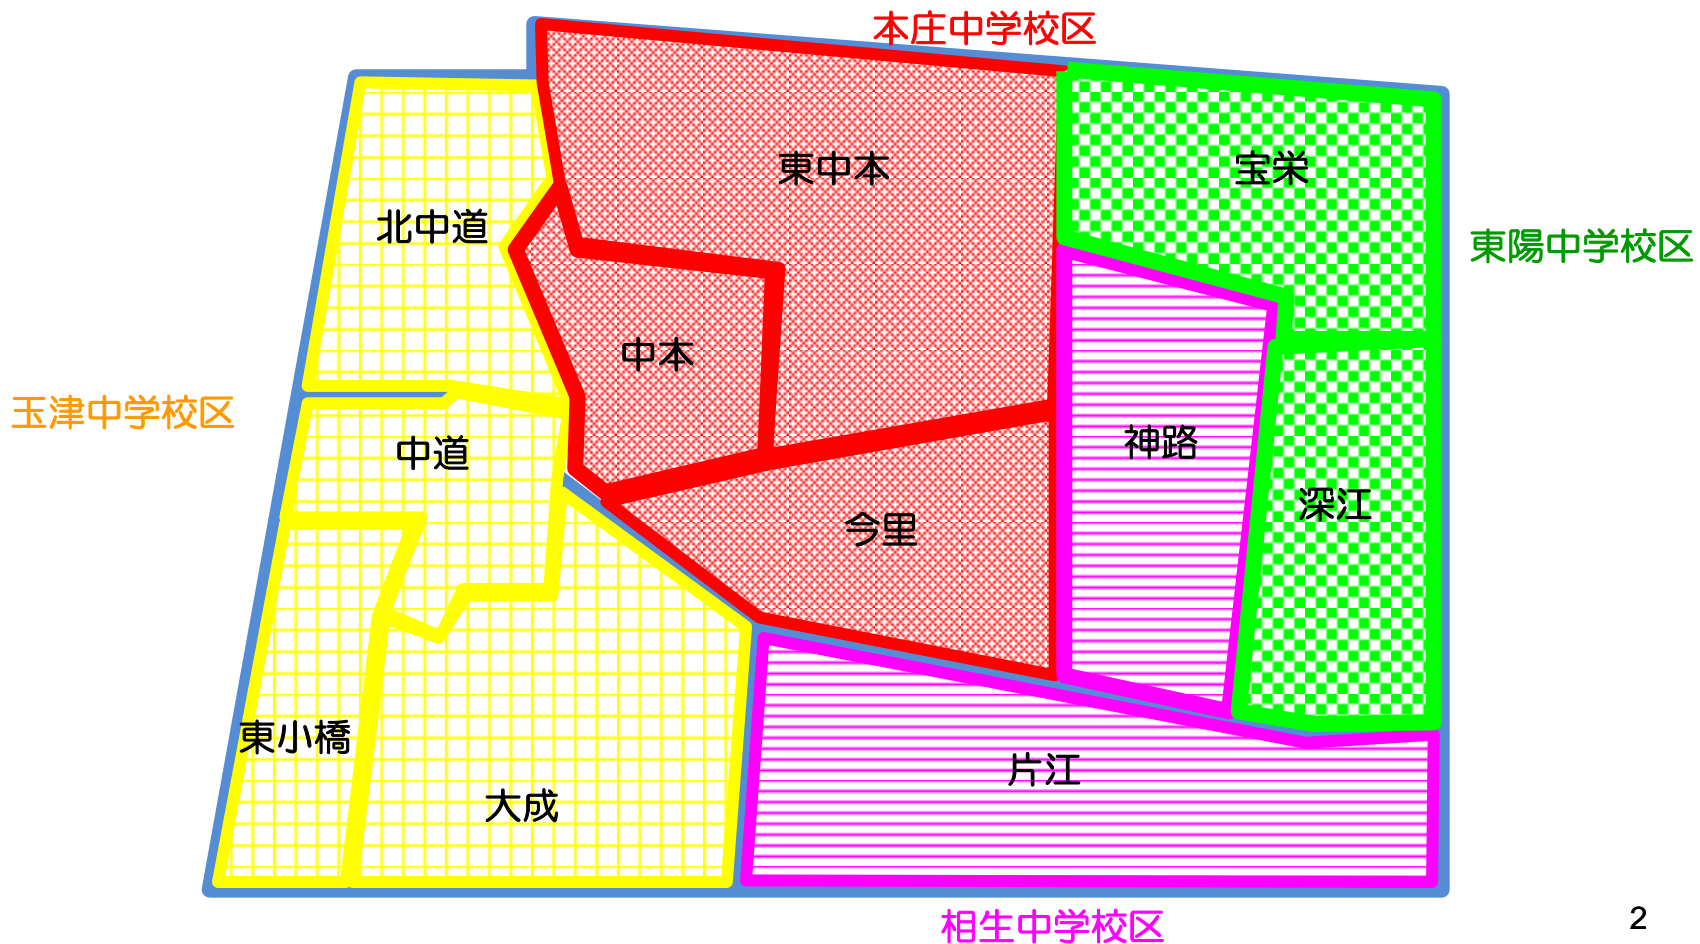 本庄中学校区
東中本
宝栄
北中道
東陽中学校区
中本
玉津中学校区
中道
神路
深江
今里
東小橋
片江
大成
相生中学校区
2